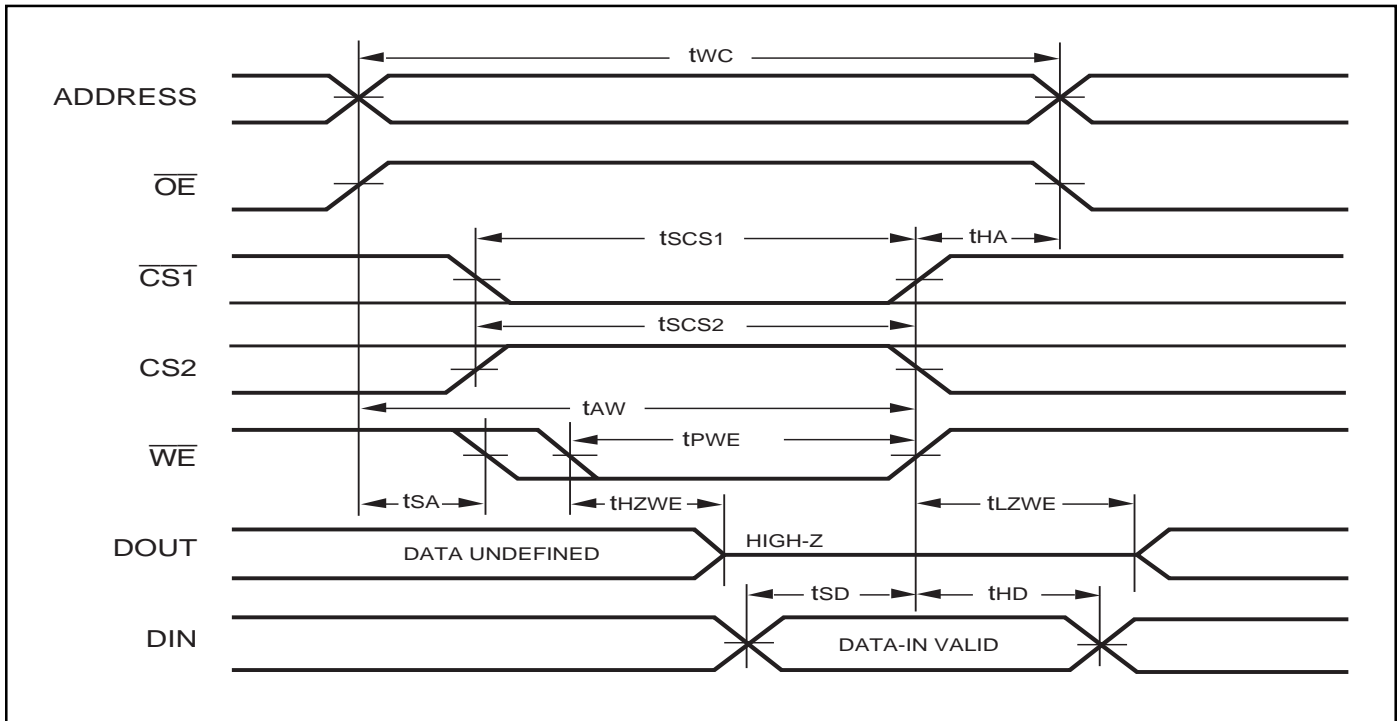 tWC
ADDRESS
OE
tSCS1
tHA
CS1
tSCS2
CS2
tAW
tPWE
WE
tSA
tHZWE
tLZWE
DOUT
DATA UNDEFINED
HIGH-Z
tSD
tHD
DIN
DATA-IN VALID